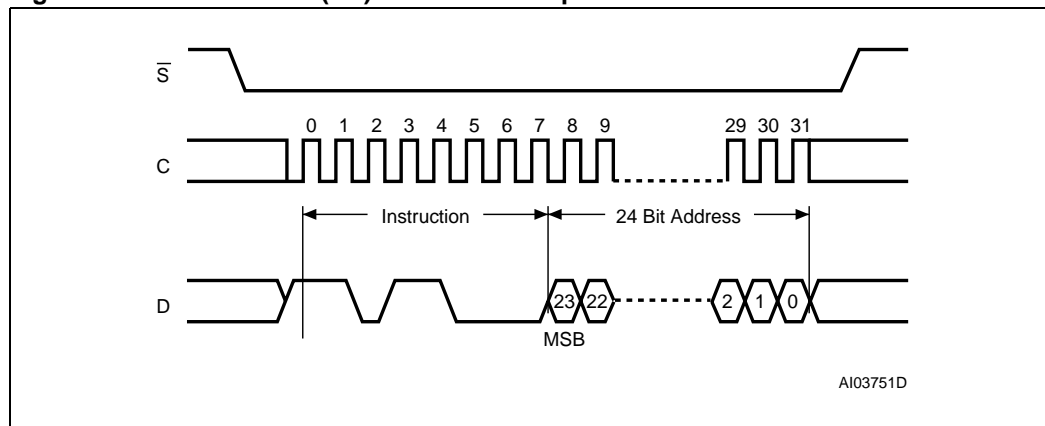 S
0 1 2 3 4 5 6 7 8 9 29 30 31
C
Instruction 24 Bit Address
D 23 22 2 1 0
MSB
AI03751D